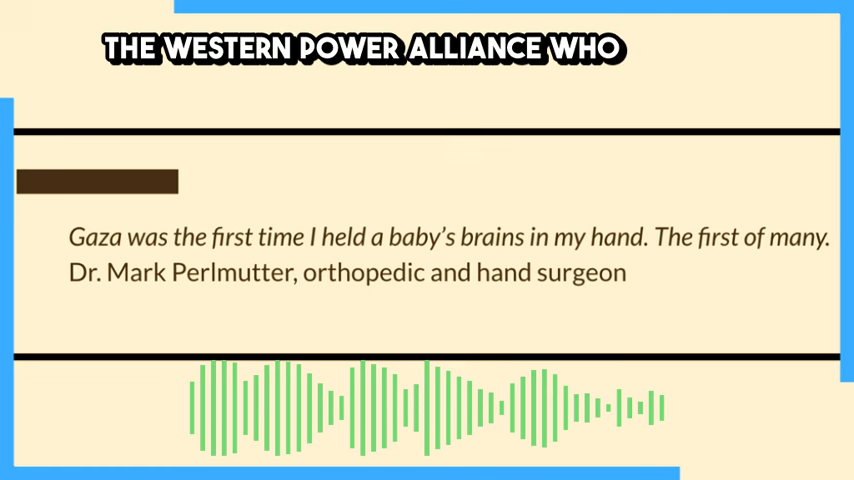 THE WESTERN POWER ALLIANCE WHO
Gaza was the first time I held a baby’s brains in my hand. The first of many.
Dr. Mark Perlmutter, orthopedic and hand surgeon